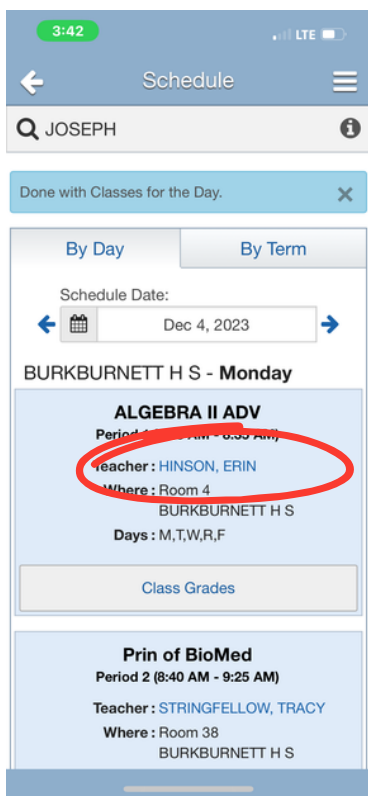 3:42 LTE
Schedule
JOSEPH
Done with Classes for the Day.
By Day By Term
Schedule Date:
Dec 4, 2023
BURKBURNETT H S - Monday
ALGEBRA II ADV
Period AM - AM)
Teacher : HINSON, ERIN
Where : Room 4
BURKBURNETT H S
Days : M,T,W,R,F
Class Grades
Prin of BioMed
Period 2 (8:40 AM - 9:25 AM)
Teacher : STRINGFELLOW, TRACY
Where : Room 38
BURKBURNETT H S